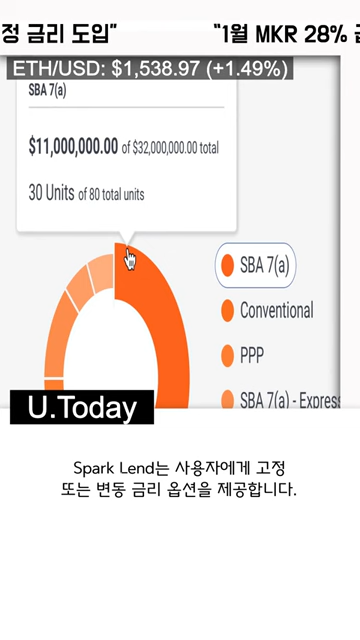 정 금리 도입" "1월 MKR 28% 급
ETH/USD: $1,538.97 (+1.49%)
SBA 7(a)
$11,000,000.00 of $32,000,000.00 total
30 Units of 80 total units
SBA 7(a)
Conventional
PPP
SBA 7(a) - Express
U.Today
Spark Lend는 사용자에게 고정
또는 변동 금리 옵션을 제공합니다.